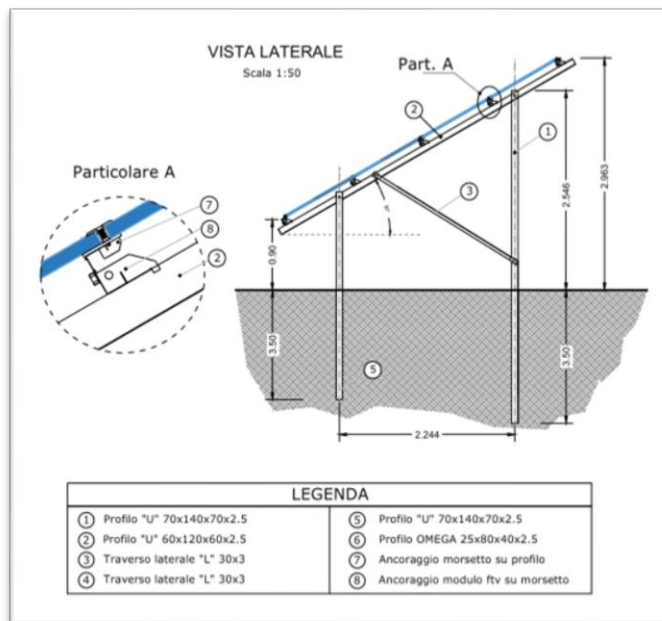 VISTA LATERALE
Scala 1:50
Part. A
2
1
Particolare A
7
8
2
3
0.90
2.546
2.963
3.50
5
3.50
2.244
LEGENDA
1 Profilo "U" 70x140x70x2.5
2 Profilo "U" 60x120x60x2.5
3 Traverso laterale "L" 30x3
4 Traverso laterale "L" 30x3
5 Profilo "U" 70x140x70x2.5
6 Profilo OMEGA 25x80x40x2.5
7 Ancoraggio morsetto su profilo
8 Ancoraggio modulo ftv su morsetto